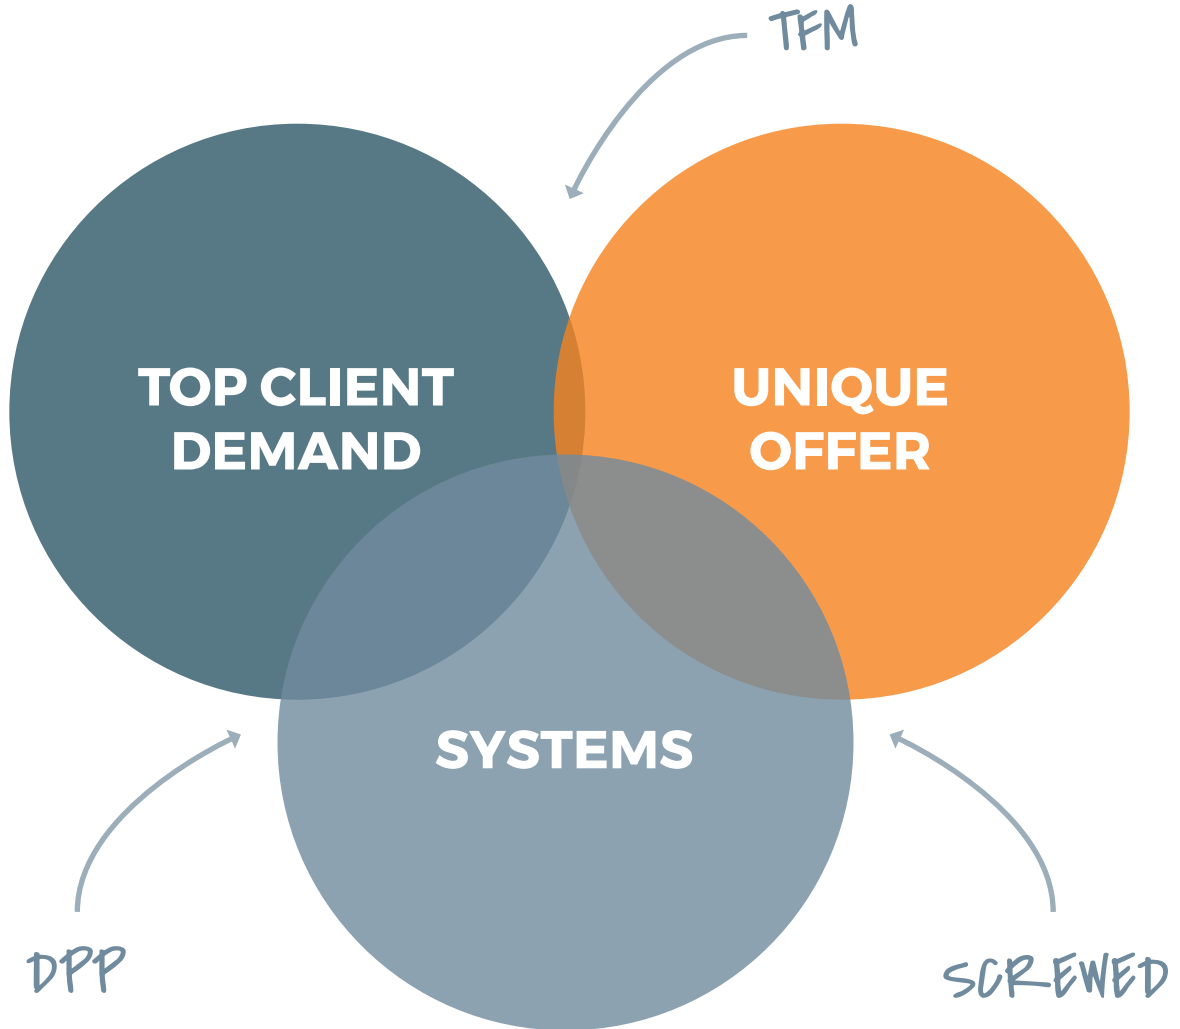 TFM
TOP CLIENT
DEMAND
UNIQUE
OFFER
SYSTEMS
DPP
SCREWED